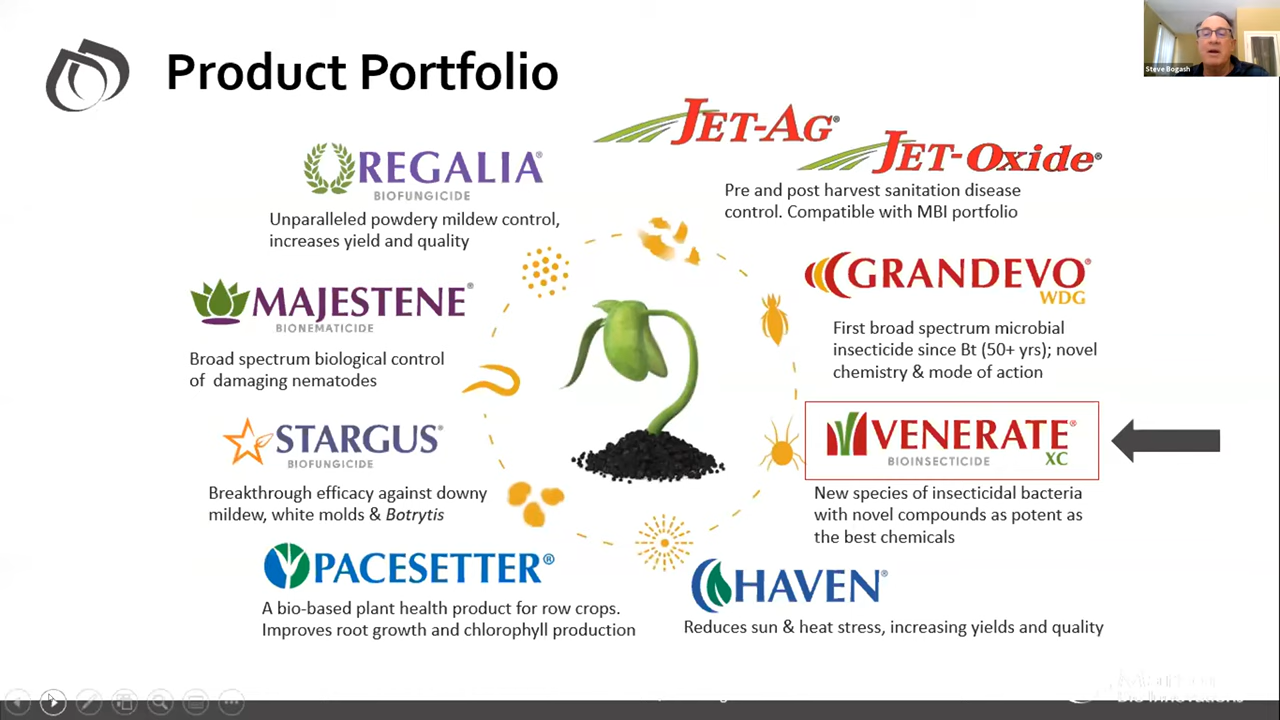 Product Portfolio
Steve Bogash
JET-AG®
JET-OXIDE®
Pre and post harvest sanitation disease
control. Compatible with MBI portfolio
REGALIA®
BIOFUNGICIDE
Unparalleled powdery mildew control,
increases yield and quality
GRANDEVO®
WDG
First broad spectrum microbial
insecticide since Bt (50+ yrs); novel
chemistry & mode of action
MAJESTENE®
BIONEMATICIDE
Broad spectrum biological control
of damaging nematodes
VENERATE®
BIOINSECTICIDE XC
New species of insecticidal bacteria
with novel compounds as potent as
the best chemicals
STARGUS®
BIOFUNGICIDE
Breakthrough efficacy against downy
mildew, white molds & Botrytis
PACESETTER®
A bio-based plant health product for row crops.
Improves root growth and chlorophyll production
HAVEN®
Reduces sun & heat stress, increasing yields and quality